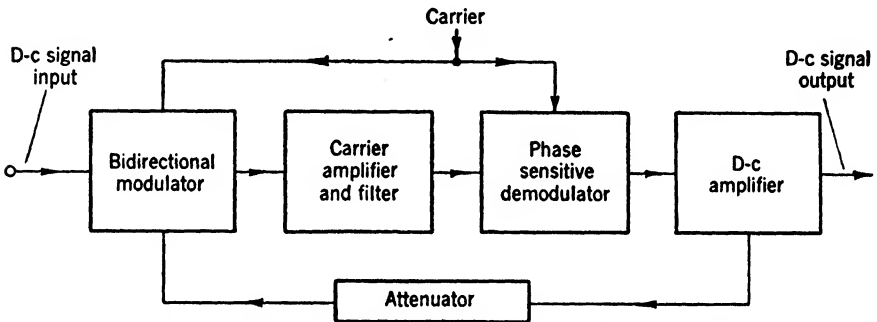 Carrier
D-c signal
input
D-c signal
output
Bidirectional
modulator
Carrier
amplifier
and filter
Phase
sensitive
demodulator
D-c
amplifier
Attenuator